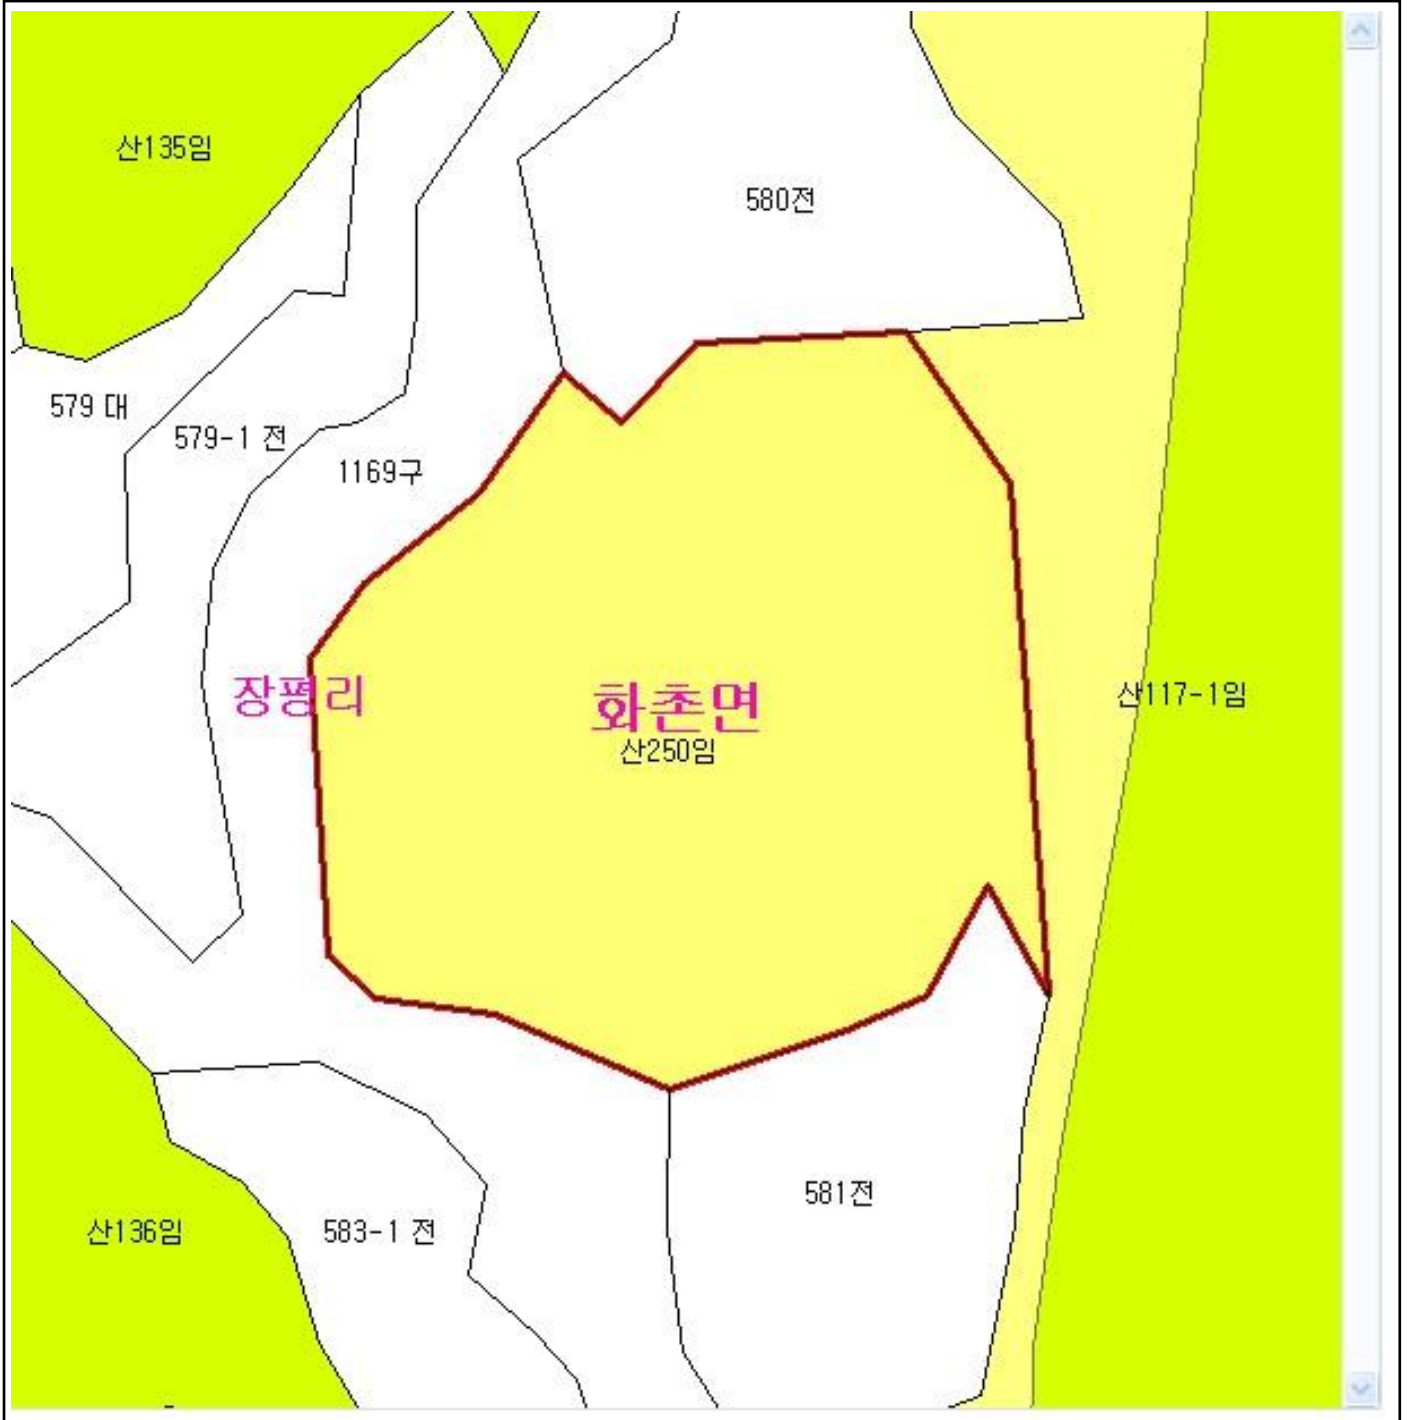 산135임
580전
579 대
579-1 전
1169구
장평리
화촌면
산117-1임
산250임
581전
산136임
583-1 전